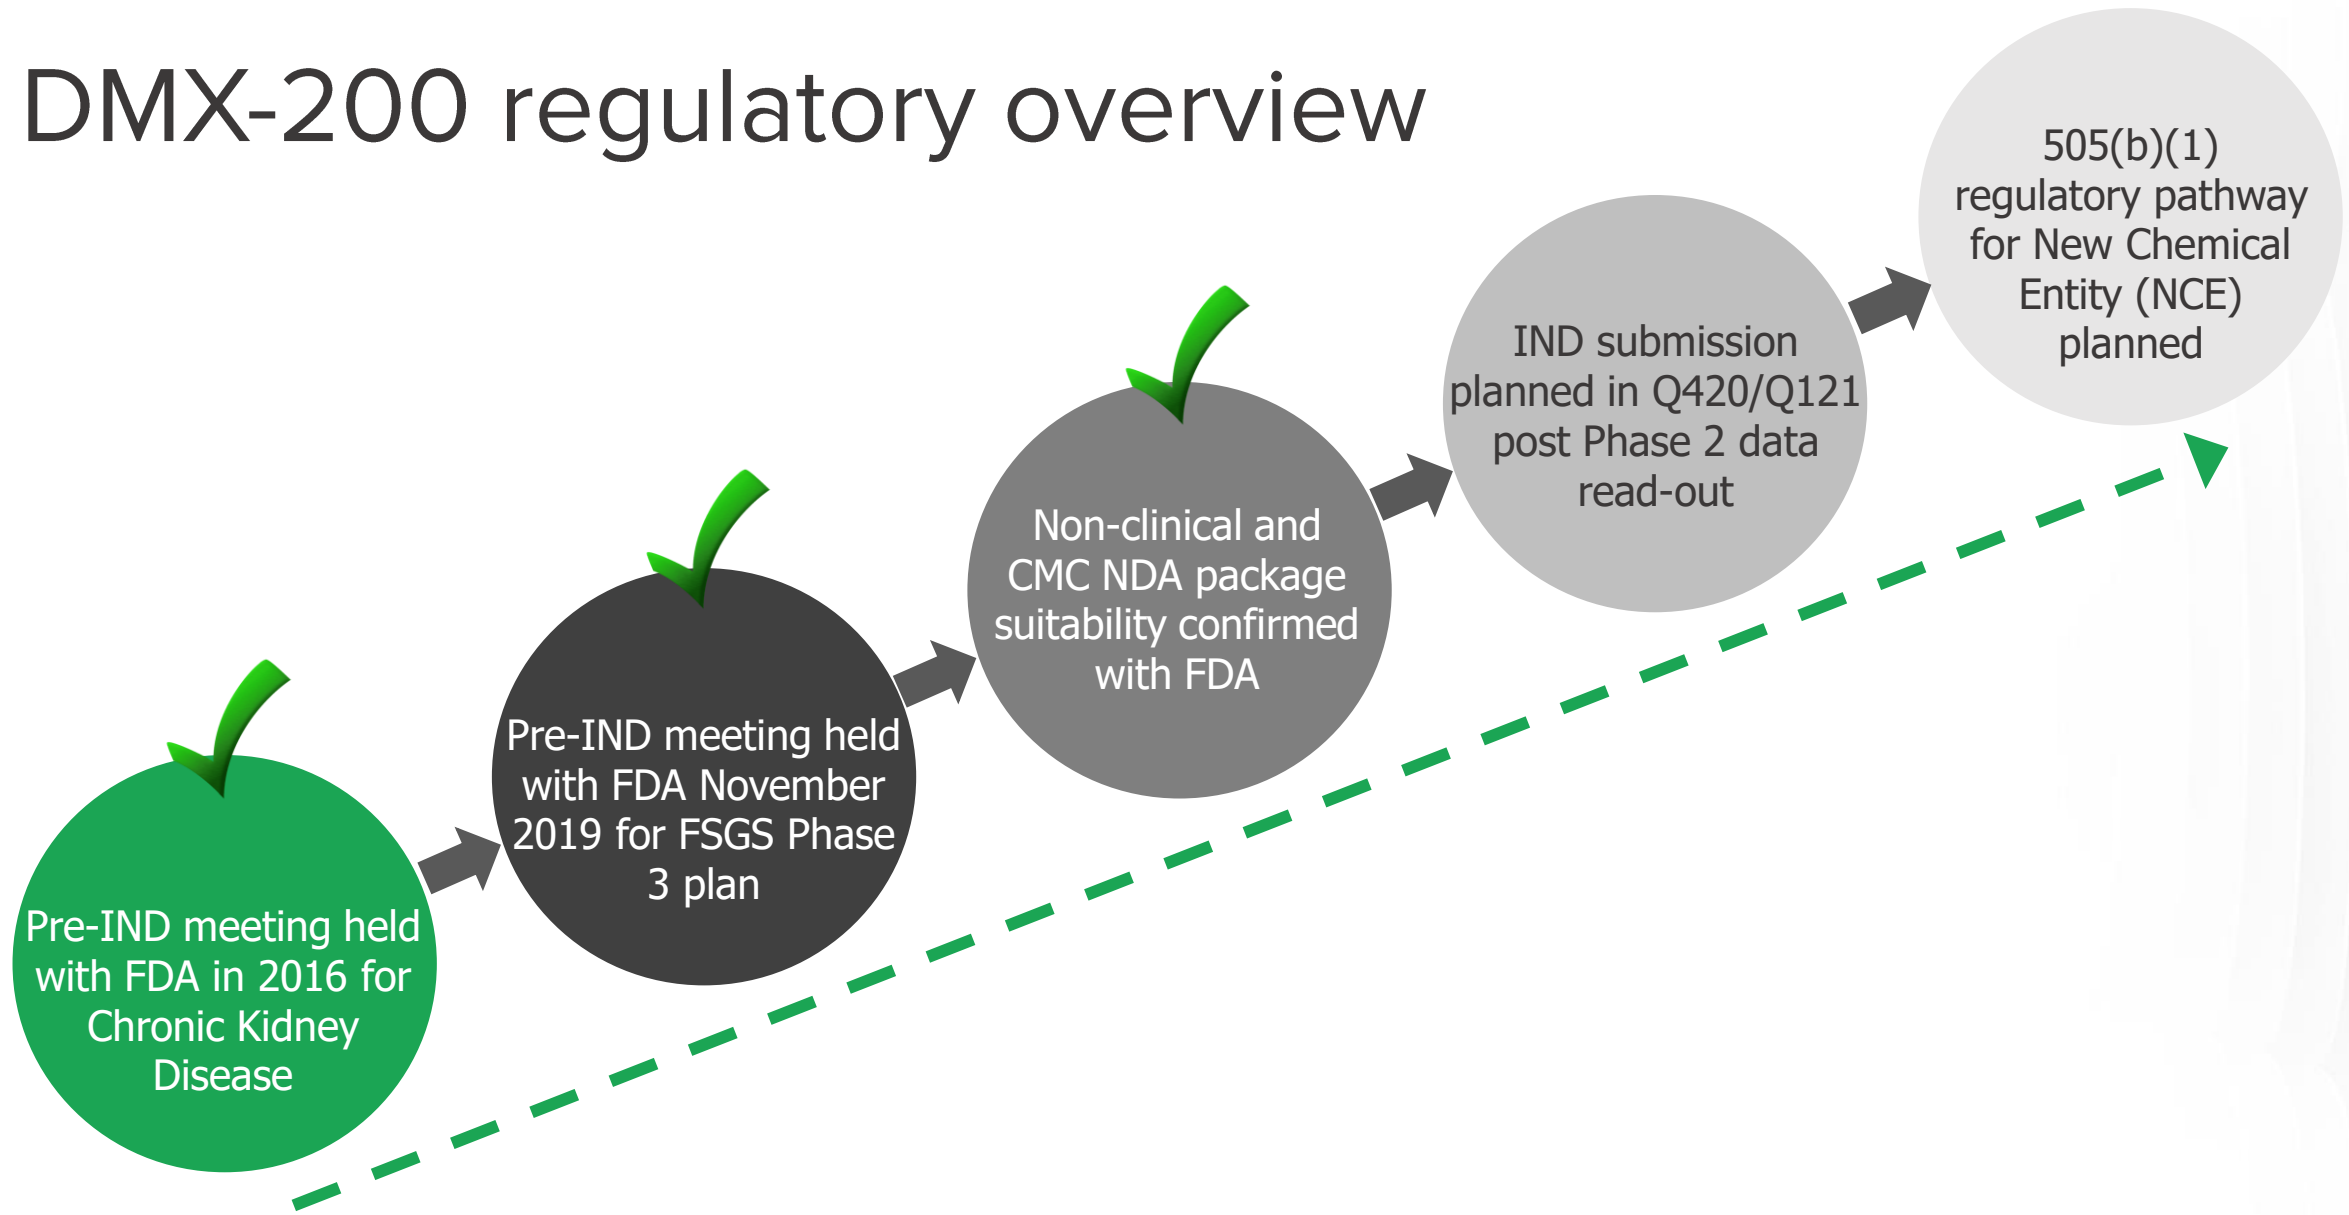 DMX-200 regulatory overview
Pre-IND meeting held
with FDA in 2016 for
Chronic Kidney
Disease
Pre-IND meeting held
with FDA November
2019 for FSGS Phase
3 plan
Non-clinical and
CMC NDA package
suitability confirmed
with FDA
IND submission
planned in Q420/Q121
post Phase 2 data
read-out
505(b)(1)
regulatory pathway
for New Chemical
Entity (NCE)
planned